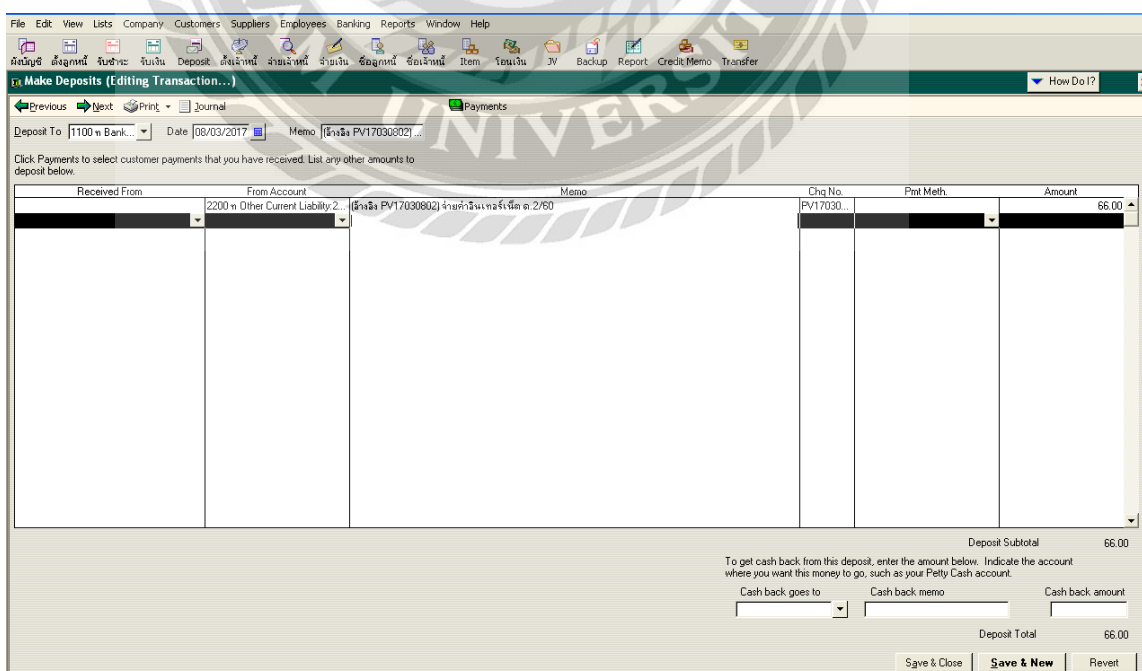 File Edit View Lists Company Customers Suppliers Employees Banking Reports Window Help
ผังบัญชี ตั้งลูกหนี้ รับชำระ รับเงิน Deposit ตั้งเจ้าหนี้ จ่ายเจ้าหนี้ จ่ายเงิน ชื่อลูกหนี้ ชื่อเจ้าหนี้ Item โอนเงิน JV Backup Report Credit Memo Transfer
Make Deposits (Editing Transaction...)
How Do I?
Previous Next Print Journal Payments
Deposit To 1100 ท Bank... Date 08/03/2017 Memo (อ้างอิง PV17030802) ...
Click Payments to select customer payments that you have received. List any other amounts to
deposit below.
Received From From Account Memo Chq No. Pmt Meth. Amount
2200 ท Other Current Liability:2... (อ้างอิง PV17030802) จ่ายค่าอินเทอร์เน็ต ด.2/60 PV17030... 66.00
Deposit Subtotal 66.00
To get cash back from this deposit, enter the amount below. Indicate the account
where you want this money to go, such as your Petty Cash account.
Cash back goes to Cash back memo Cash back amount
Deposit Total 66.00
Save & Close Save & New Revert
UNIVERS